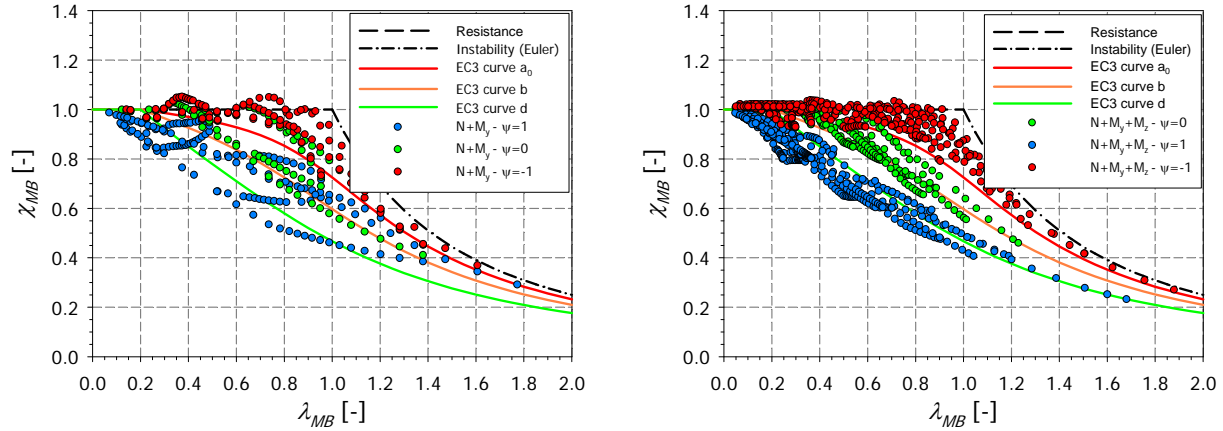 1.4
1.2
1.0
0.8
0.6
0.4
0.2
0.0
χMB [-]
0.0 0.2 0.4 0.6 0.8 1.0 1.2 1.4 1.6 1.8 2.0
λMB [-]
Resistance
Instability (Euler)
EC3 curve a0
EC3 curve b
EC3 curve d
N+My - ψ=1
N+My - ψ=0
N+My - ψ=-1
1.4
1.2
1.0
0.8
0.6
0.4
0.2
0.0
χMB [-]
0.0 0.2 0.4 0.6 0.8 1.0 1.2 1.4 1.6 1.8 2.0
λMB [-]
Resistance
Instability (Euler)
EC3 curve a0
EC3 curve b
EC3 curve d
N+My+Mz - ψ=0
N+My+Mz - ψ=1
N+My+Mz - ψ=-1